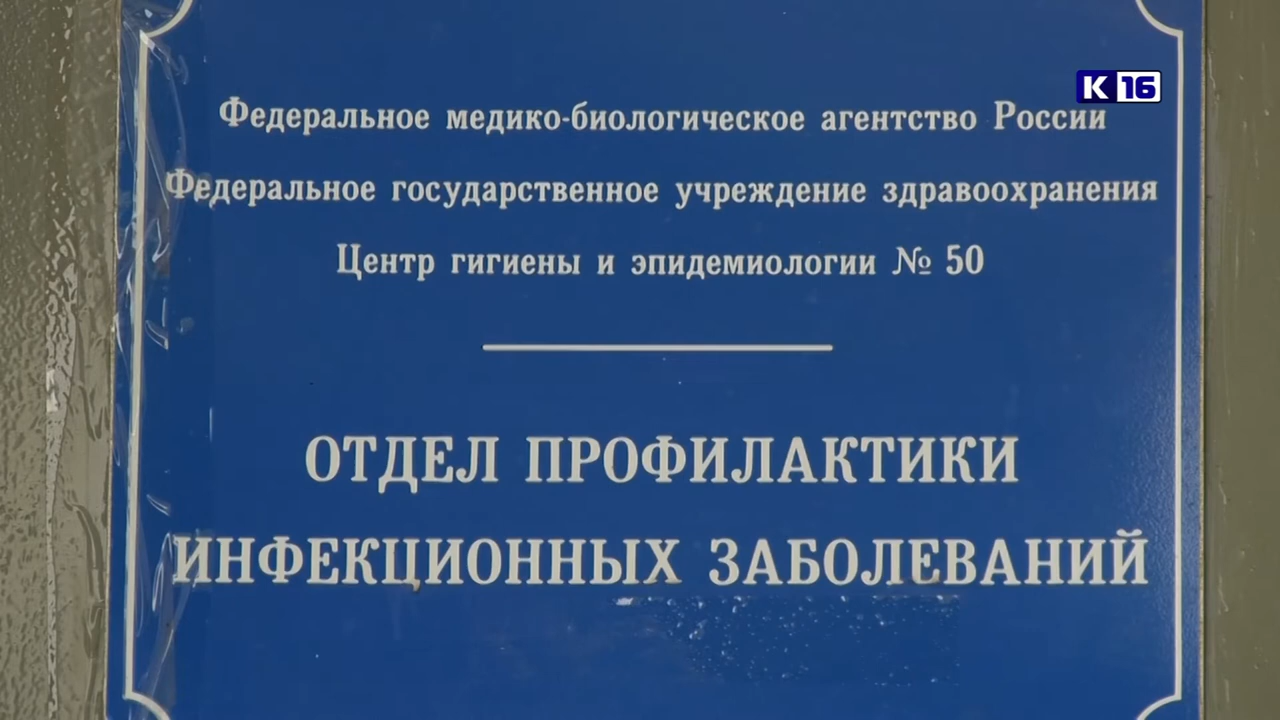 К 16
Федеральное медико-биологическое агентство России
Федеральное государственное учреждение здравоохранения
Центр гигиены и эпидемиологии № 50
ОТДЕЛ ПРОФИЛАКТИКИ
ИНФЕКЦИОННЫХ ЗАБОЛЕВАНИЙ